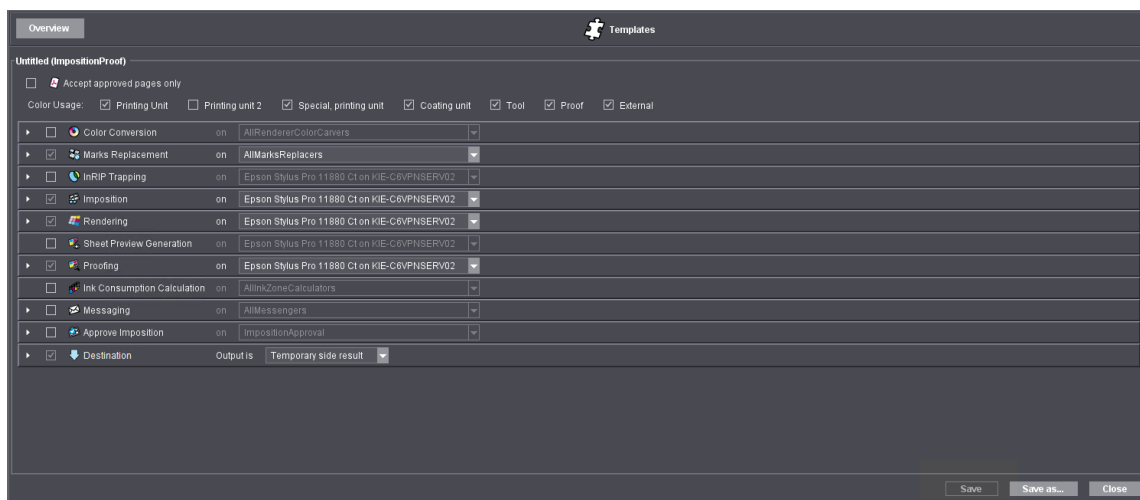 Overview
Templates
Untitled (ImpositionProof)
Accept approved pages only
Color Usage: Printing Unit Printing unit 2 Special, printing unit Coating unit Tool Proof External
Color Conversion on AllRendererColorCarvers
Marks Replacement on AllMarksReplacers
InRIP Trapping on Epson Stylus Pro 11880 Ct on KIE-C6VPNSERV02
Imposition on Epson Stylus Pro 11880 Ct on KIE-C6VPNSERV02
Rendering on Epson Stylus Pro 11880 Ct on KIE-C6VPNSERV02
Sheet Preview Generation on Epson Stylus Pro 11880 Ct on KIE-C6VPNSERV02
Proofing on Epson Stylus Pro 11880 Ct on KIE-C6VPNSERV02
Ink Consumption Calculation on AllInkZoneCalculators
Messaging on AllMessengers
Approve Imposition on ImpositionApproval
Destination Output is Temporary side result
Save Save as... Close